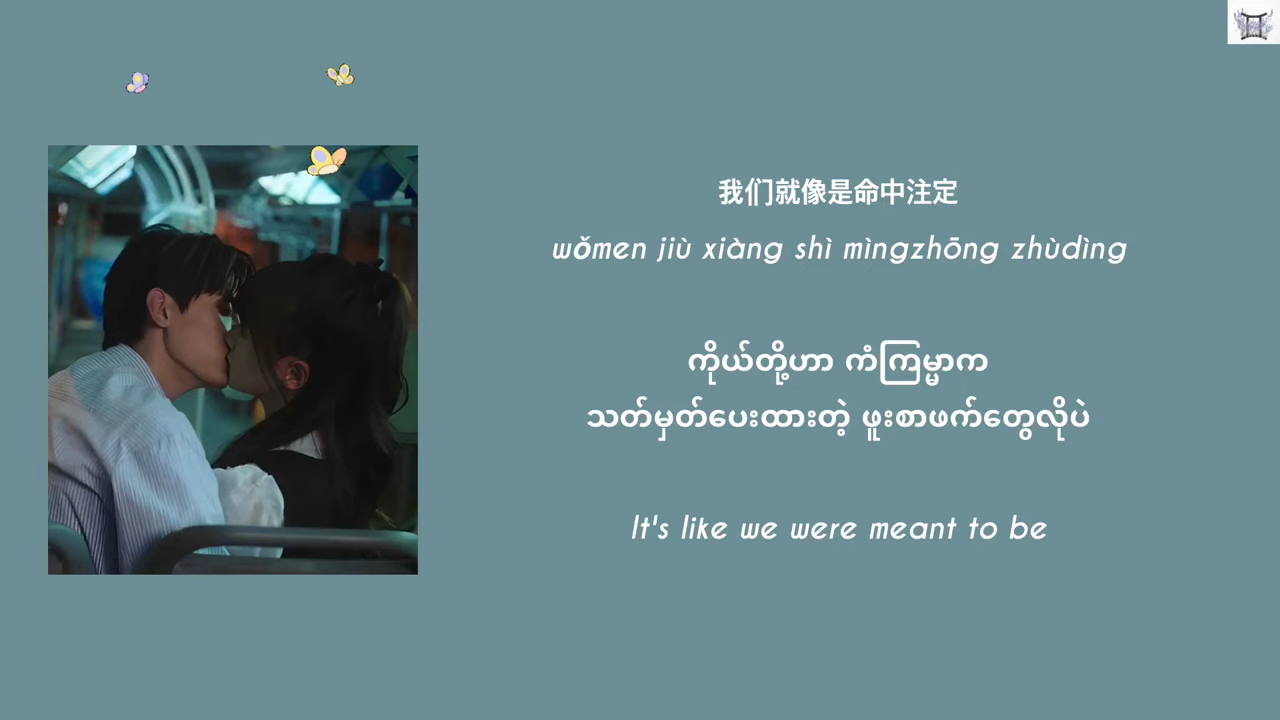 我们就像是命中注定
wǒmen jiù xiàng shì mìngzhōng zhùdìng
ကိုယ်တို့ဟာ ကံကြမ္မာက
သတ်မှတ်ပေးထားတဲ့ ဖူးစာဖက်တွေလိုပဲ
It's like we were meant to be